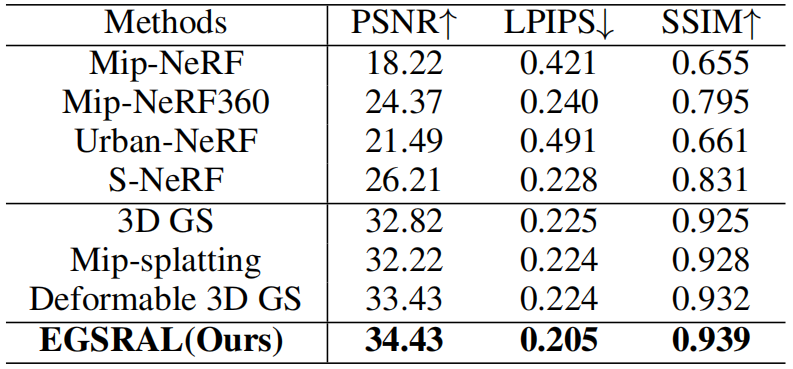 Methods PSNR↑ LPIPS↓ SSIM↑
Mip-NeRF 18.22 0.421 0.655
Mip-NeRF360 24.37 0.240 0.795
Urban-NeRF 21.49 0.491 0.661
S-NeRF 26.21 0.228 0.831
3D GS 32.82 0.225 0.925
Mip-splatting 32.22 0.224 0.928
Deformable 3D GS 33.43 0.224 0.932
EGSRAL(Ours) 34.43 0.205 0.939